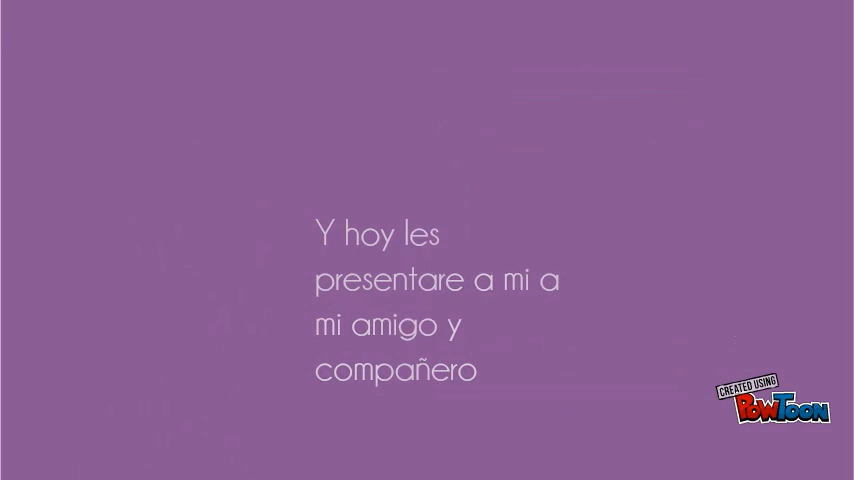 Y hoy les
presentare a mi a
mi amigo y
compañero
CREATED USING
POWTOON